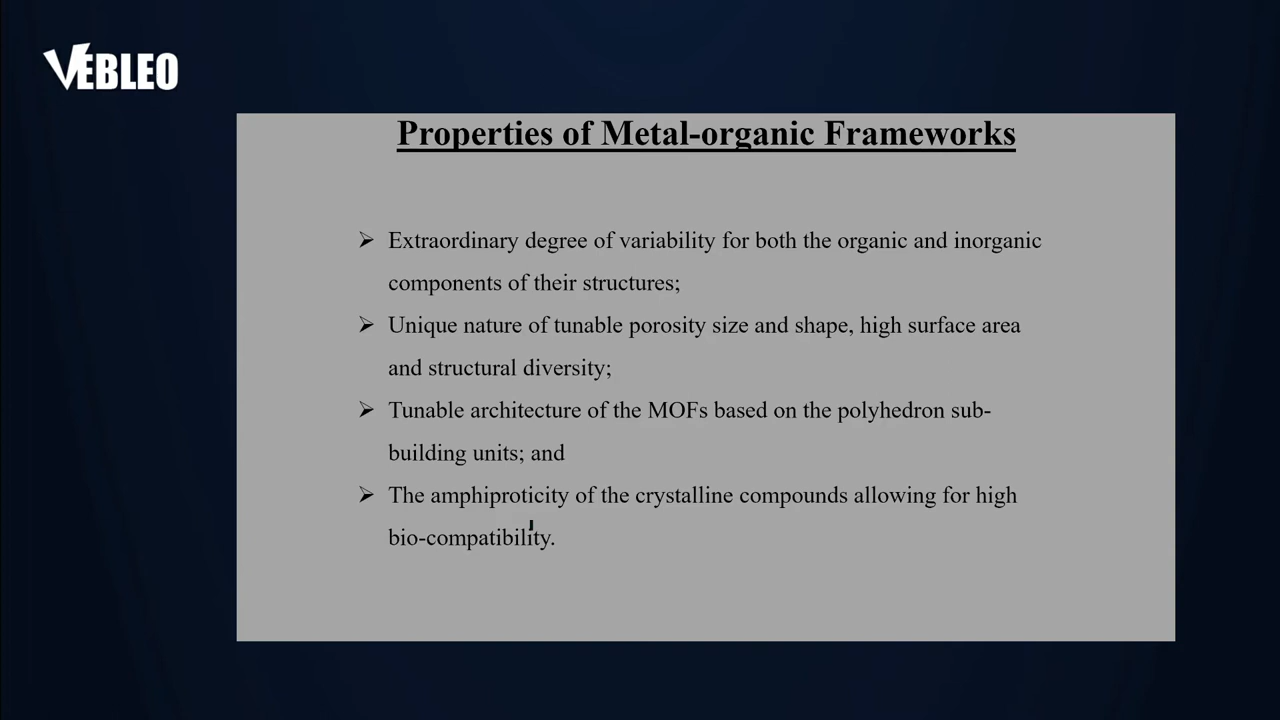 VEBLEO
Properties of Metal-organic Frameworks
Extraordinary degree of variability for both the organic and inorganic
components of their structures;
Unique nature of tunable porosity size and shape, high surface area
and structural diversity;
Tunable architecture of the MOFs based on the polyhedron sub-
building units; and
The amphiproticity of the crystalline compounds allowing for high
bio-compatibility.